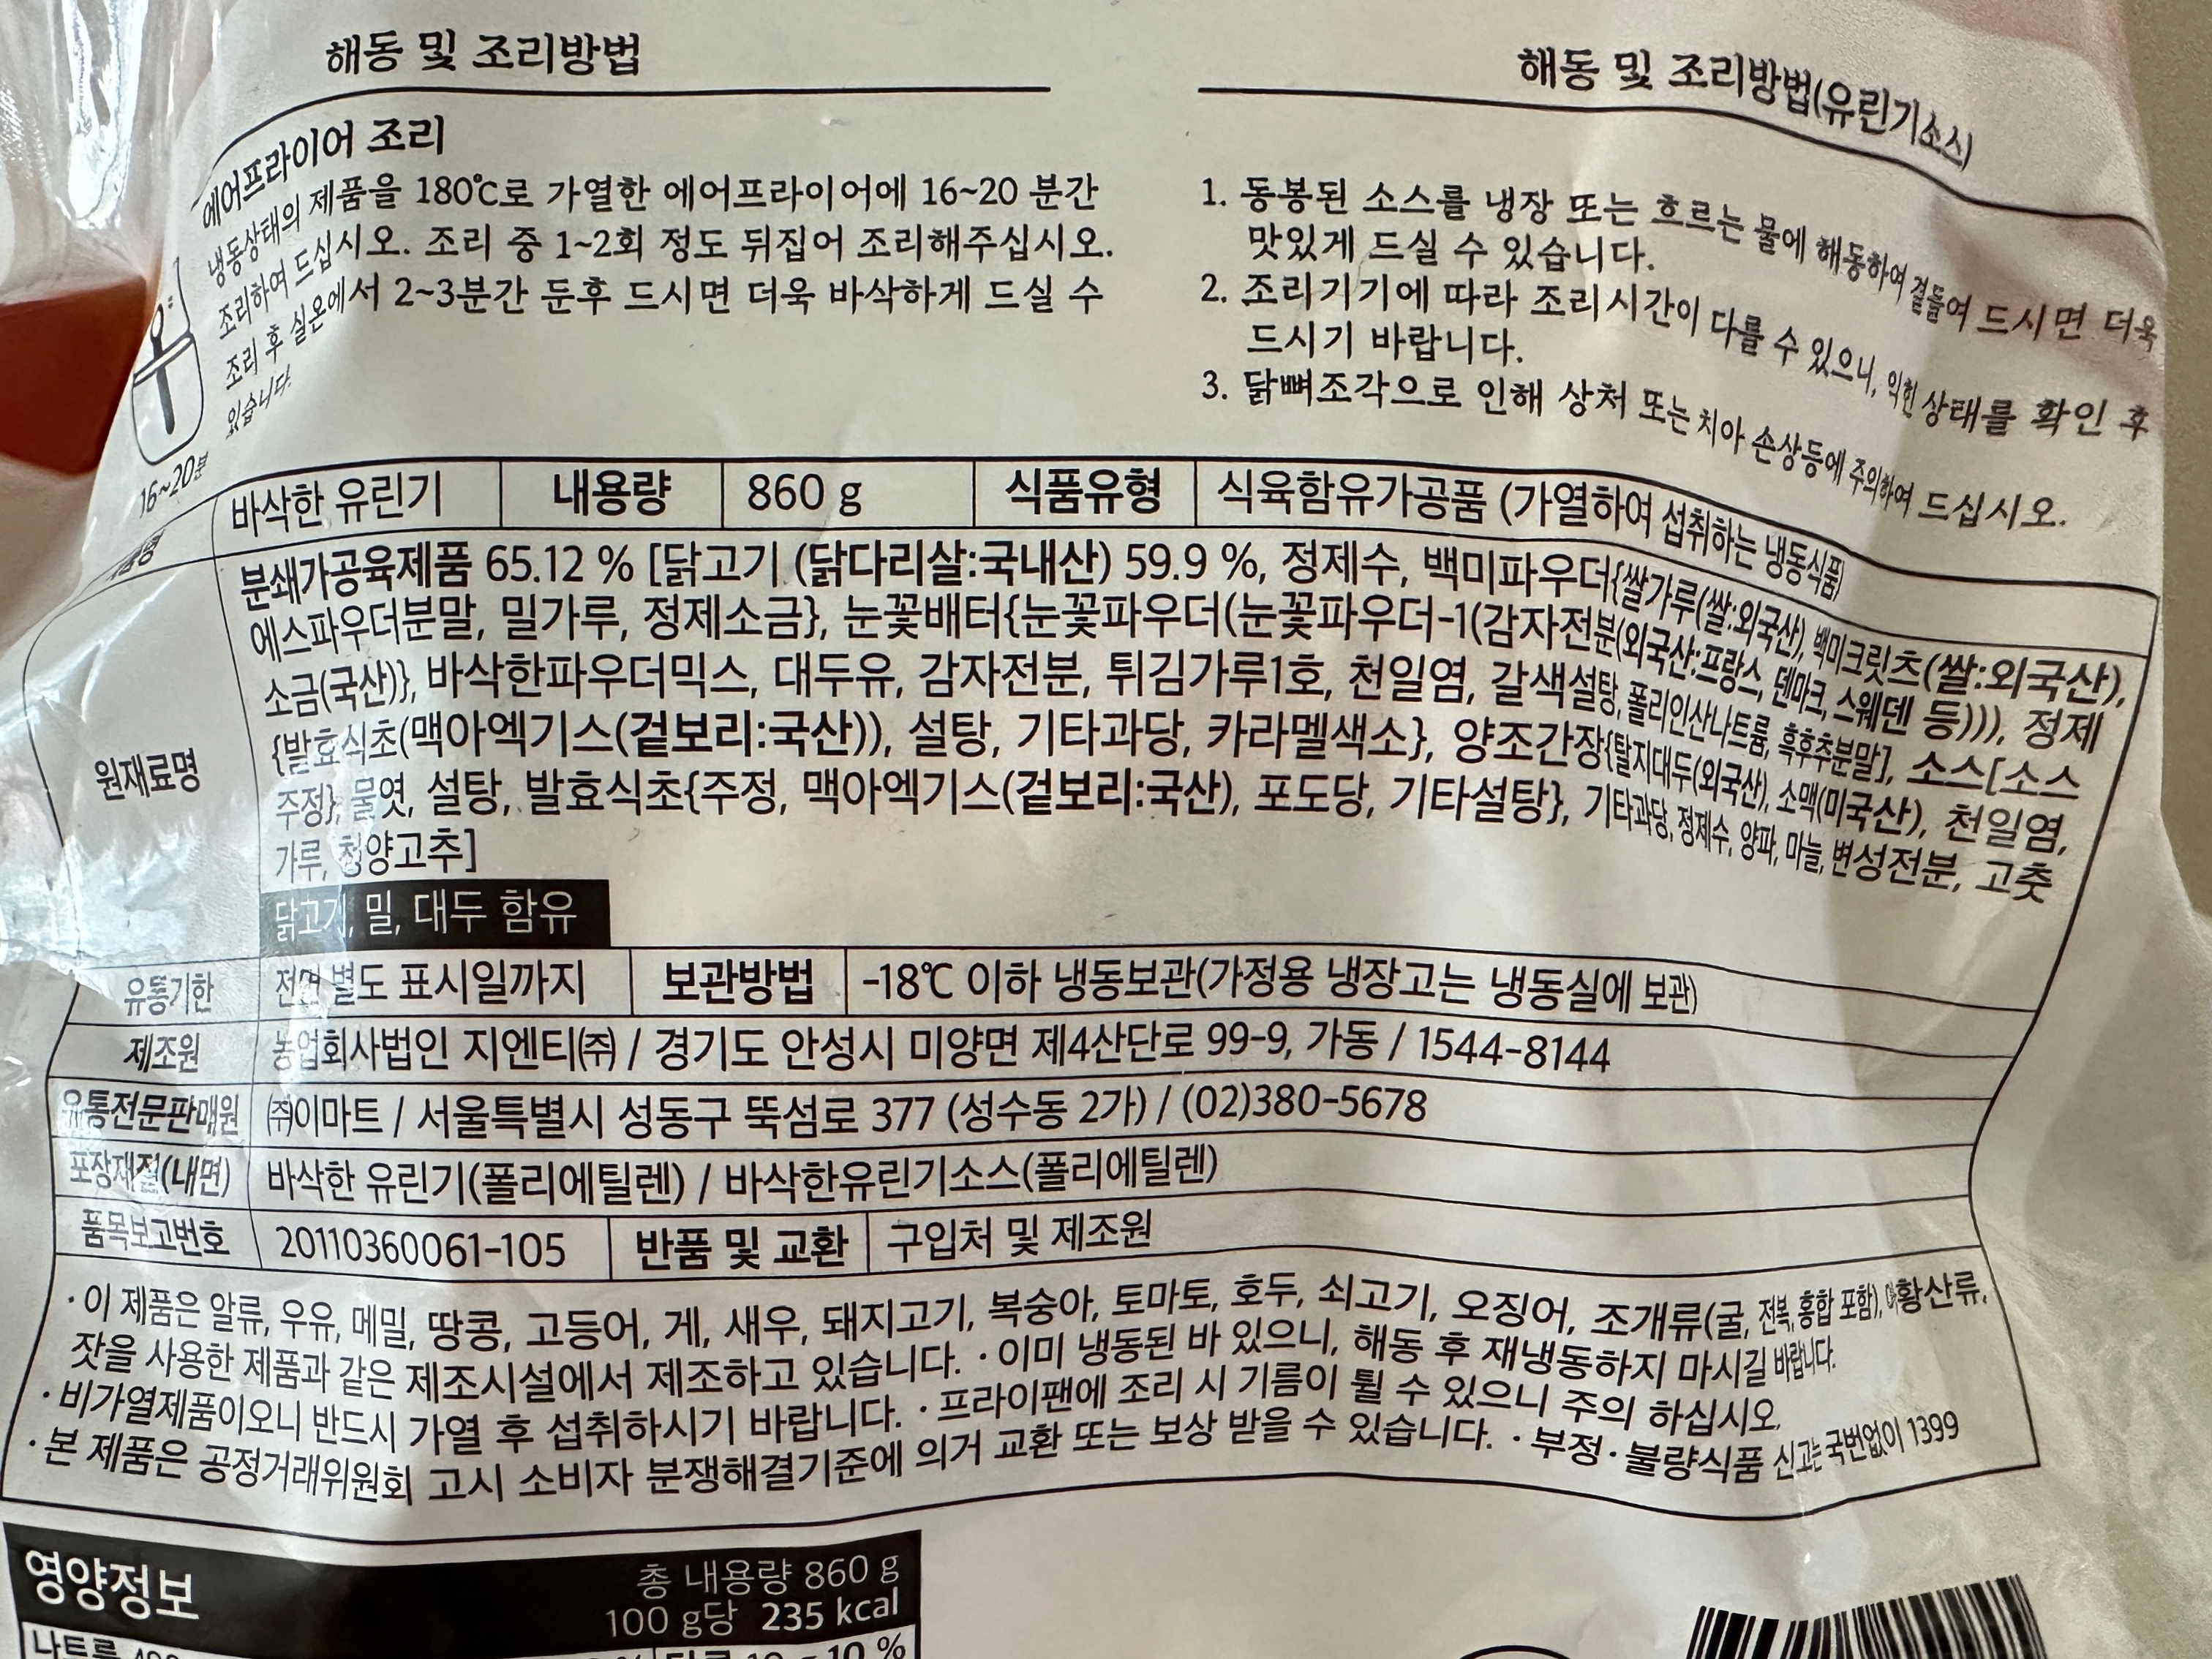 해동 및 조리방법
에어프라이어 조리
냉동상태의 제품을 180℃로 가열한 에어프라이어에 16~20 분간
조리하여 드십시오. 조리 중 1~2회 정도 뒤집어 조리해주십시오.
조리 후 실온에서 2~3분간 둔후 드시면 더욱 바삭하게 드실 수
있습니다.
16~20분
해동 및 조리방법(유린기소스)
1. 동봉된 소스를 냉장 또는 흐르는 물에 해동하여 곁들여 드시면 더욱
맛있게 드실 수 있습니다.
2. 조리기기에 따라 조리시간이 다를 수 있으니, 익힌 상태를 확인 후
드시기 바랍니다.
3. 닭뼈조각으로 인해 상처 또는 치아 손상등에 주의하여 드십시오.
바삭한 유린기 내용량 860 g 식품유형 식육함유가공품 (가열하여 섭취하는 냉동식품)
원재료명
분쇄가공육제품 65.12 % [닭고기 (닭다리살:국내산) 59.9 %, 정제수, 백미파우더{쌀가루(쌀:외국산), 백미크릿츠(쌀:외국산),
에스파우더분말, 밀가루, 정제소금}, 눈꽃배터{눈꽃파우더(눈꽃파우더-1(감자전분(외국산:프랑스, 덴마크, 스웨덴 등))), 정제
소금(국산)}, 바삭한파우더믹스, 대두유, 감자전분, 튀김가루1호, 천일염, 갈색설탕, 폴리인산나트륨, 흑후추분말], 소스[소스
{발효식초(맥아엑기스(겉보리:국산)), 설탕, 기타과당, 카라멜색소}, 양조간장{탈지대두(외국산), 소맥(미국산), 천일염,
주정}, 물엿, 설탕, 발효식초{주정, 맥아엑기스(겉보리:국산), 포도당, 기타설탕}, 기타과당, 정제수, 양파, 마늘, 변성전분, 고춧
가루, 청양고추]
닭고기, 밀, 대두 함유
유통기한 전면 별도 표시일까지 보관방법 -18℃ 이하 냉동보관(가정용 냉장고는 냉동실에 보관)
제조원 농업회사법인 지엔티㈜ / 경기도 안성시 미양면 제4산단로 99-9, 가동 / 1544-8144
유통전문판매원 ㈜이마트 / 서울특별시 성동구 뚝섬로 377 (성수동 2가) / (02)380-5678
포장재질(내면) 바삭한 유린기(폴리에틸렌) / 바삭한유린기소스(폴리에틸렌)
품목보고번호 20110360061-105 반품 및 교환 구입처 및 제조원
·이 제품은 알류, 우유, 메밀, 땅콩, 고등어, 게, 새우, 돼지고기, 복숭아, 토마토, 호두, 쇠고기, 오징어, 조개류(굴, 전복, 홍합 포함), 아황산류,
잣을 사용한 제품과 같은 제조시설에서 제조하고 있습니다. ·이미 냉동된 바 있으니, 해동 후 재냉동하지 마시길 바랍니다.
·비가열제품이오니 반드시 가열 후 섭취하시기 바랍니다. ·프라이팬에 조리 시 기름이 튈 수 있으니 주의 하십시오.
·본 제품은 공정거래위원회 고시 소비자 분쟁해결기준에 의거 교환 또는 보상 받을 수 있습니다. ·부정·불량식품 신고는 국번없이 1399
영양정보
총 내용량 860 g
100 g당 235 kcal
10 %